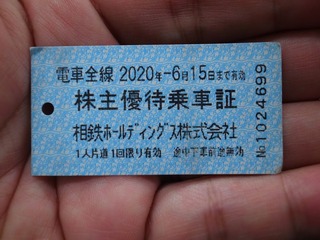 電車全線 2020年-6月15日まで有効
株主優待乗車証
相鉄ホールディングス株式会社
1人片道1回限り有効 途中下車前途無効
№1024699